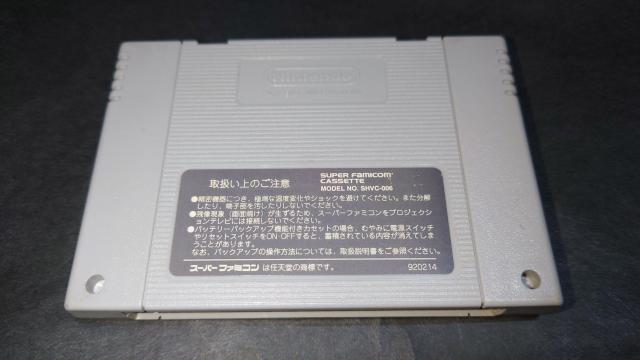 Nintendo
取扱い上のご注意
SUPER FAMICOM
CASSETTE
MODEL NO. SHVC-006
●精密機器につき、極端な温度変化やショックを避けてください。また分解
したり、端子部を汚したりしないでください。
●残像現象(画面焼け)が生ずるため、スーパーファミコンをプロジェクショ
ンテレビには接続しないでください。
●バッテリーバックアップ機能付きカセットの場合、むやみに電源スイッチ
やリセットスイッチをON・OFFすると、蓄積されている内容が消えてしま
うことがあります。
なお、バックアップの操作方法については、取扱説明書をご参照ください。
スーパーファミコン は任天堂の商標です。
920214